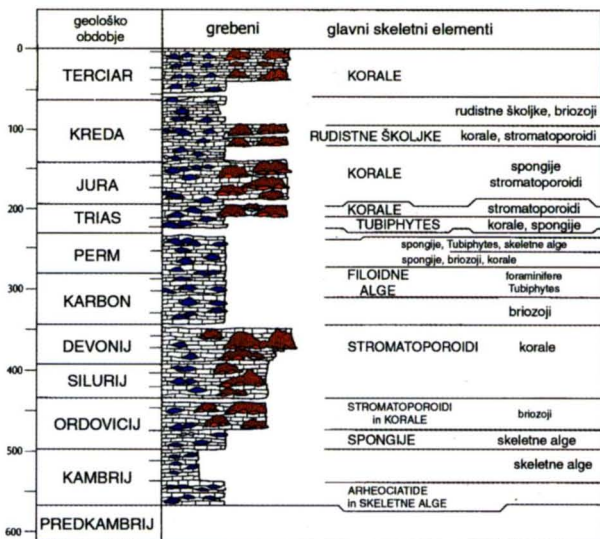 geološko
obdobje
grebeni
glavni skeletni elementi
0
TERCIAR
KORALE
rudistne školjke, briozoji
100
KREDA
RUDISTNE ŠKOLJKE
korale, stromatoporoidi
JURA
KORALE
spongije
stromatoporoidi
200
TRIAS
KORALE
stromatoporoidi
TUBIPHYTES
korale, spongije
PERM
spongije, Tubiphytes, skeletne alge
spongije, briozoji, korale
300
KARBON
FILOIDNE
ALGE
foraminifere
Tubiphytes
briozoji
DEVONIJ
STROMATOPOROIDI
korale
400
SILURIJ
ORDOVICIJ
STROMATOPOROIDI
in KORALE
briozoji
SPONGIJE
skeletne alge
500
KAMBRIJ
skeletne alge
ARHEOCIATIDE
in SKELETNE ALGE
PREDKAMBRIJ
600